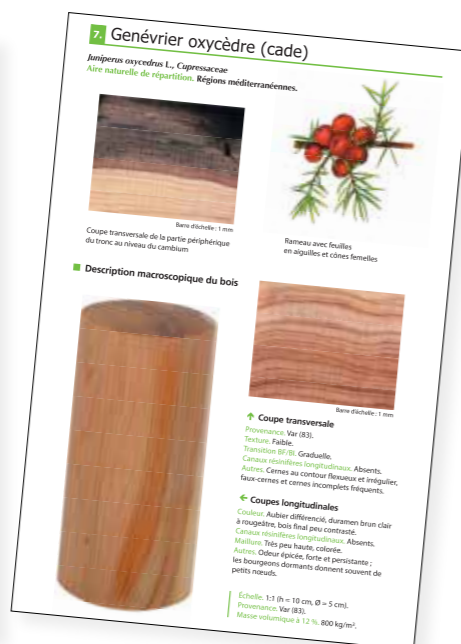 7. Genévrier oxycèdre (cade)
Juniperus oxycedrus L., Cupressaceae
Aire naturelle de répartition. Régions méditerranéennes.
Barre d'échelle : 1 mm
Coupe transversale de la partie périphérique
du tronc au niveau du cambium
Rameau avec feuilles
en aiguilles et cônes femelles
Description macroscopique du bois
Barre d'échelle : 1 mm
Coupe transversale
Provenance. Var (83).
Texture. Faible.
Transition BF/BI. Graduelle.
Canaux résinifères longitudinaux. Absents.
Autres. Cernes au contour flexueux et irrégulier,
faux-cernes et cernes incomplets fréquents.
Coupes longitudinales
Couleur. Aubier différencié, duramen brun clair
à rougeâtre, bois final peu contrasté.
Canaux résinifères longitudinaux. Absents.
Maillure. Très peu haute, colorée.
Autres. Odeur épicée, forte et persistante ;
les bourgeons dormants donnent souvent de
petits nœuds.
Échelle. 1:1 (h = 10 cm, Ø = 5 cm).
Provenance. Var (83).
Masse volumique à 12 %. 800 kg/m³.